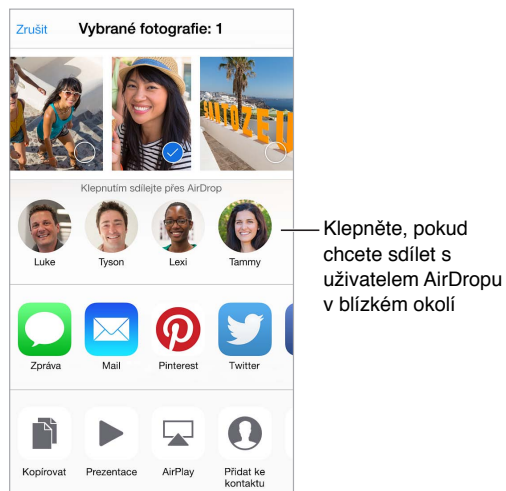 Zrušit Vybrané fotografie: 1
Klepnutím sdílejte přes AirDrop
Luke Tyson Lexi Tammy
Klepněte, pokud
chcete sdílet s
uživatelem AirDropu
v blízkém okolí
Zpráva Mail Pinterest Twitter
Kopírovat Prezentace AirPlay Přidat ke
kontaktu